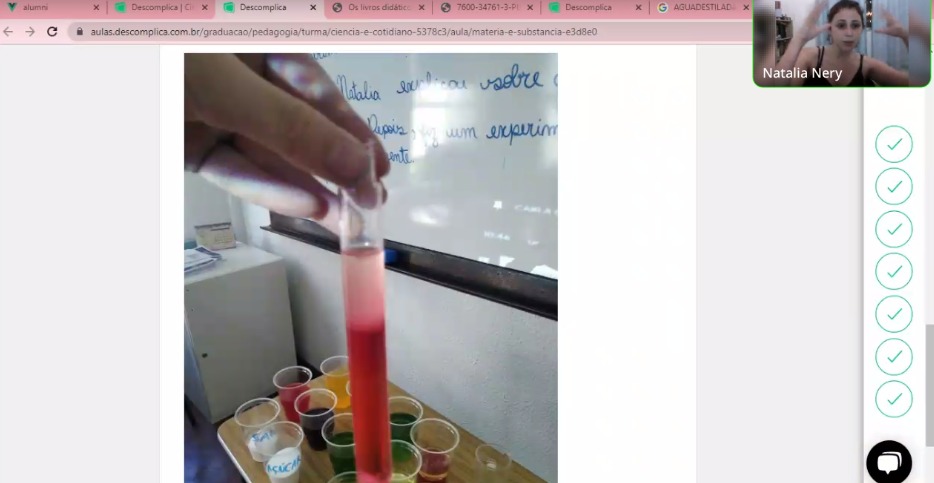 alumni
Descomplica | Ci
Descomplica
Os livros didátic
7600-34761-3-P
Descomplica
AGUADESTILAD
aulas.descomplica.com.br/graduacao/pedagogia/turma/ciencia-e-cotidiano-5378c3/aula/materia-e-substancia-e3d8e0
Natalia Nery
Natalia explicou sobre
Depois, fiz um experim
ente.
AÇÚCAR